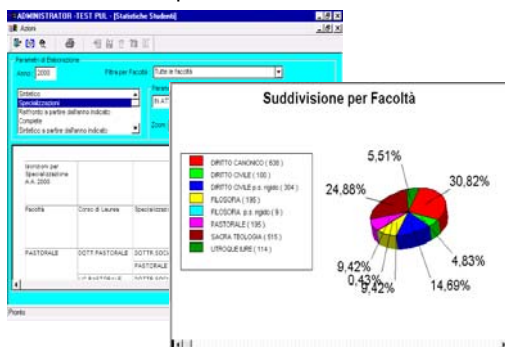 ADMINISTRATOR -TEST PUL - [Statistiche Studenti]
Azioni
Parametri di Elaborazione
Anno: 2000
Filtra per Facoltà: Tutte le facoltà
Sintetico
Specializzazioni
Raffronto a partire dall'anno indicato
Completo
Sintetico a partire dall'anno indicato
Zoom
Iscrizioni per
Specializzazione
A.A. 2000
Facoltà Corso di Laurea
PASTORALE DOTT.PASTORALE
PASTORALE
Pronto
Suddivisione per Facoltà
DIRITTO CANONICO ( 638 )
DIRITTO CIVILE ( 100 )
DIRITTO CIVILE p.s. rigido ( 304 )
FILOSOFIA ( 195 )
FILOSOFIA p.s. rigido ( 9 )
PASTORALE ( 195 )
SACRA TEOLOGIA ( 515 )
UTROQUE IURE ( 114 )
5,51%
30,82%
24,88%
4,83%
9,42%
0,43%
9,42%
14,69%